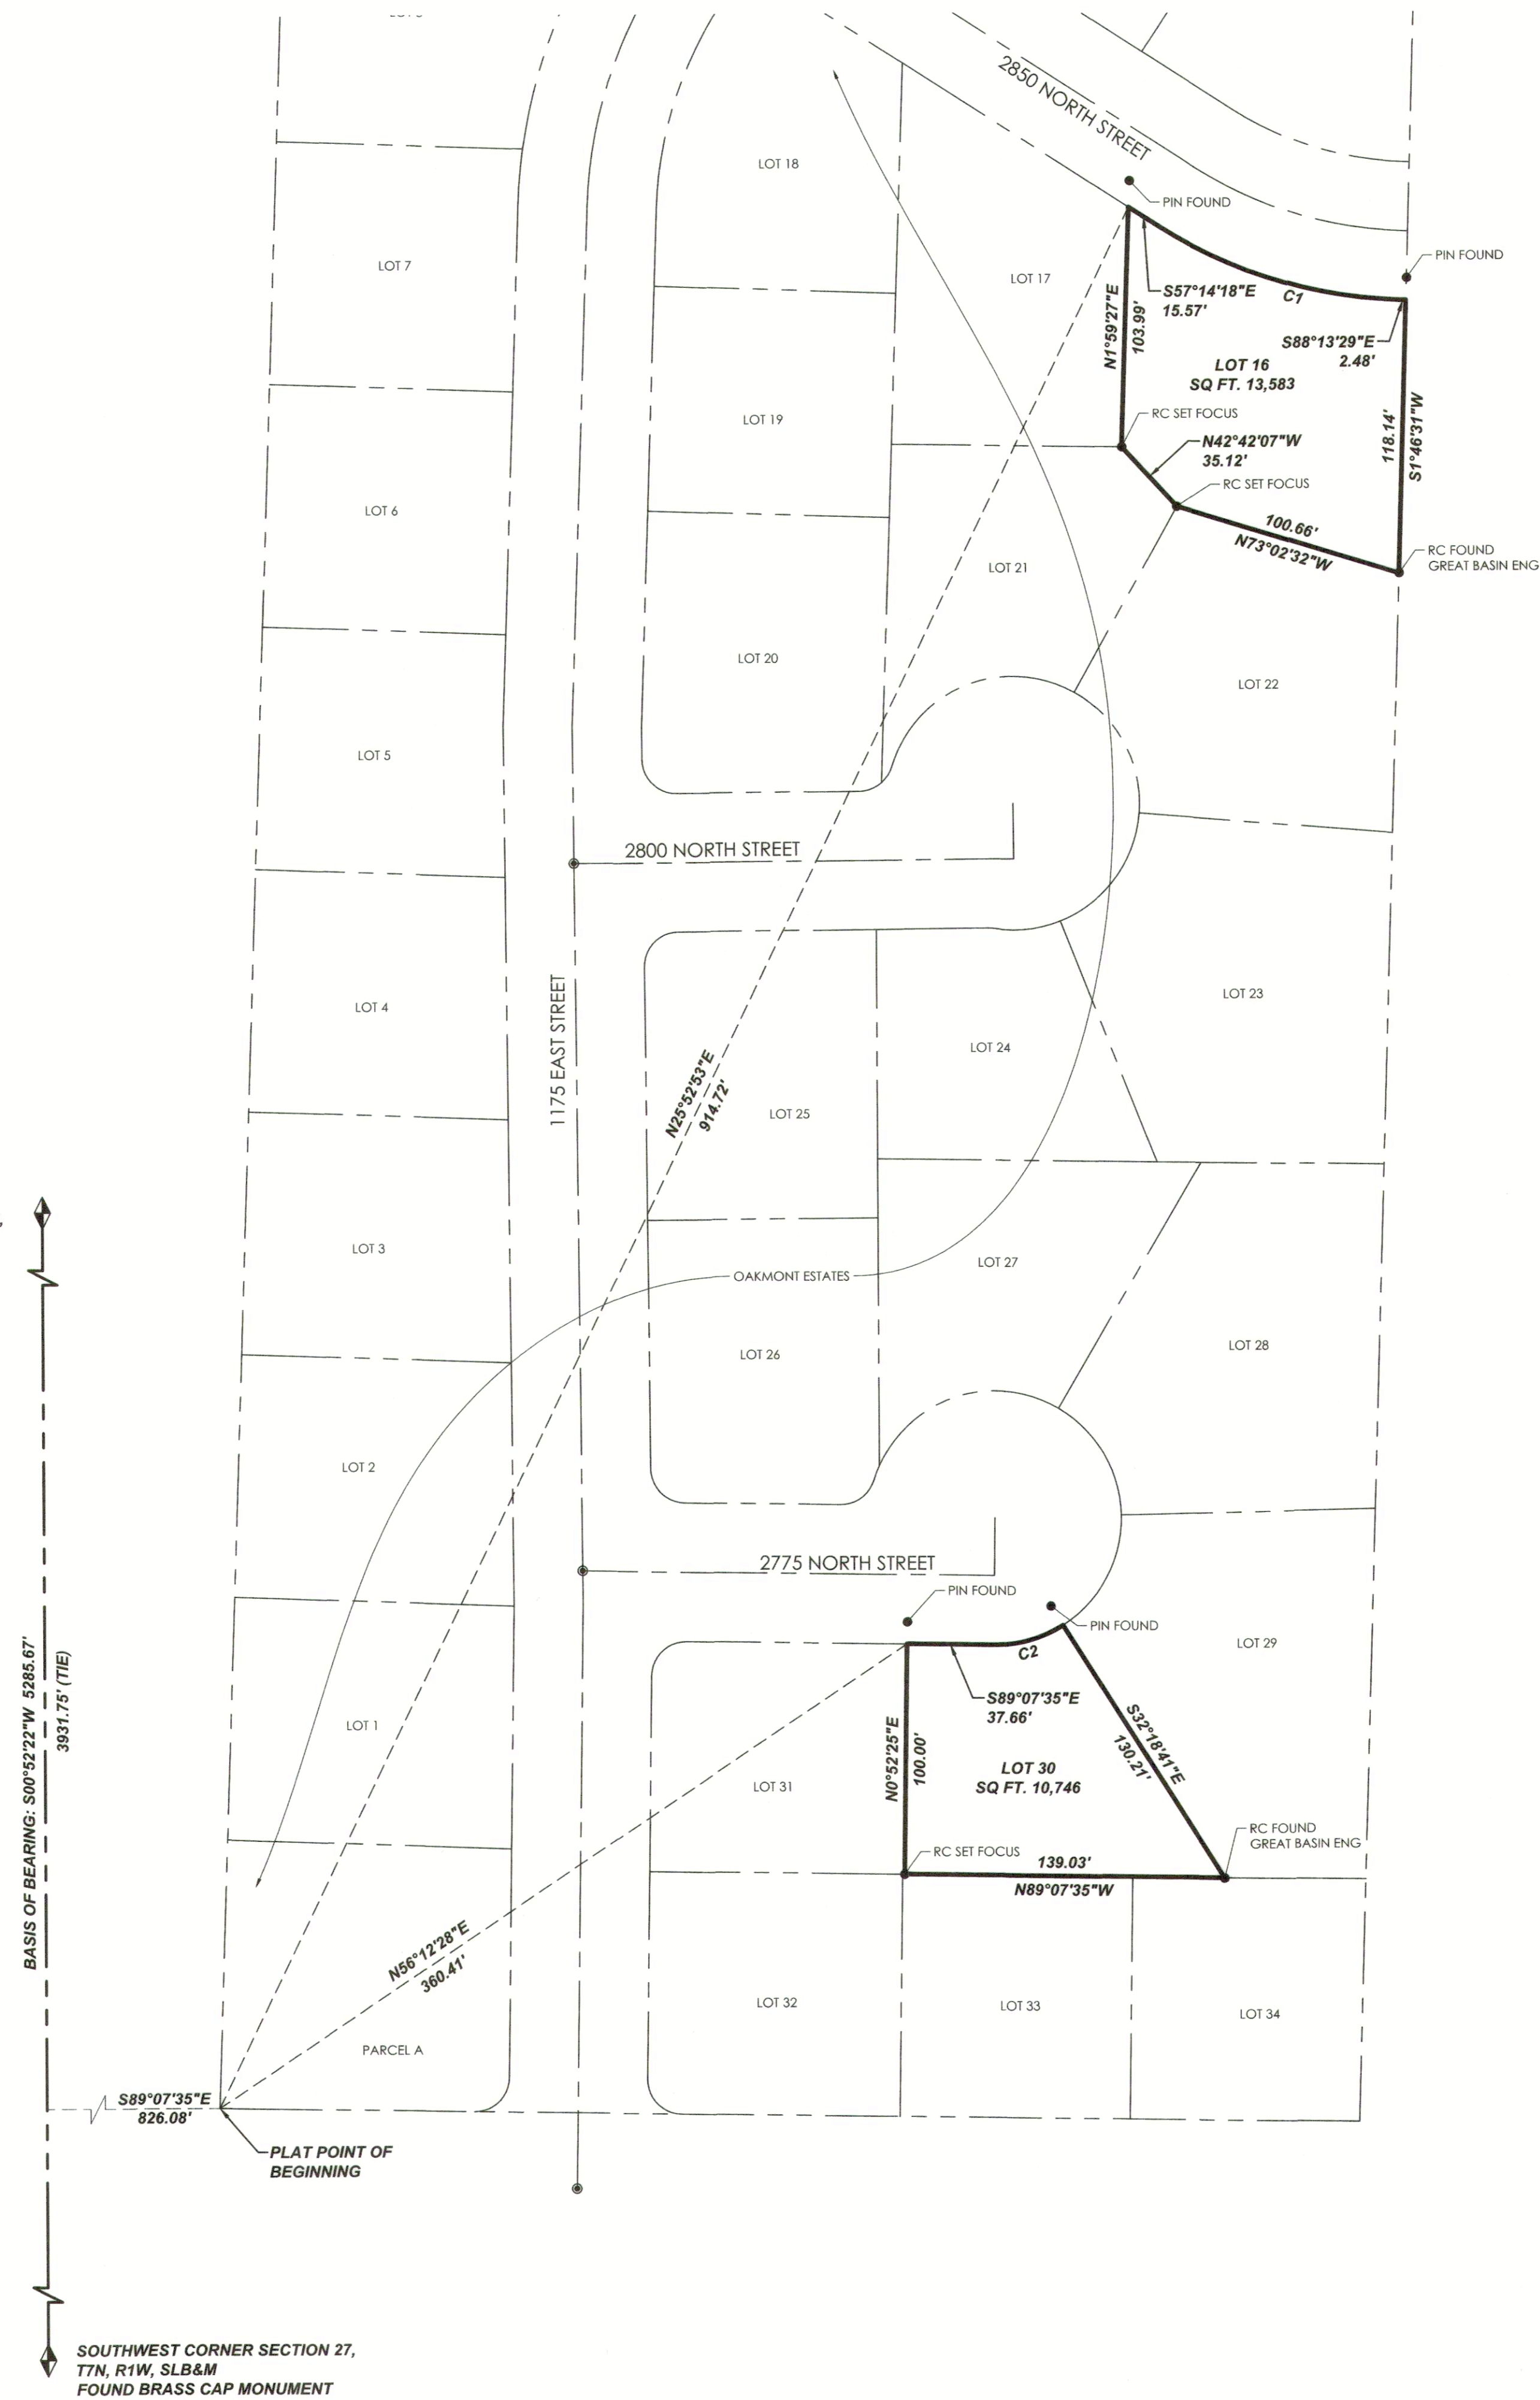 2850 NORTH STREET
LOT 18
PIN FOUND
PIN FOUND
LOT 7
LOT 17
S57°14'18"E
15.57'
C1
N1°59'27"E
103.99'
S88°13'29"E
2.48'
LOT 16
SQ FT. 13,583
118.14'
S1°46'31"W
RC SET FOCUS
LOT 19
N42°42'07"W
35.12'
RC SET FOCUS
LOT 6
100.66'
N73°02'32"W
RC FOUND
GREAT BASIN ENG
LOT 21
LOT 20
LOT 22
LOT 5
2800 NORTH STREET
LOT 4
1175 EAST STREET
LOT 23
LOT 24
N25°52'53"E
914.72'
LOT 25
LOT 3
LOT 27
OAKMONT ESTATES
LOT 28
LOT 26
LOT 2
2775 NORTH STREET
PIN FOUND
PIN FOUND
LOT 29
C2
BASIS OF BEARING: S00°52'22"W 5285.67'
3931.75' (TIE)
S89°07'35"E
37.66'
LOT 1
N0°52'25"E
100.00'
S32°18'41"E
130.21'
LOT 30
SQ FT. 10,746
LOT 31
RC FOUND
GREAT BASIN ENG
RC SET FOCUS
139.03'
N89°07'35"W
N56°12'28"E
360.41'
LOT 32
LOT 33
LOT 34
PARCEL A
S89°07'35"E
826.08'
PLAT POINT OF
BEGINNING
SOUTHWEST CORNER SECTION 27,
T7N, R1W, SLB&M
FOUND BRASS CAP MONUMENT